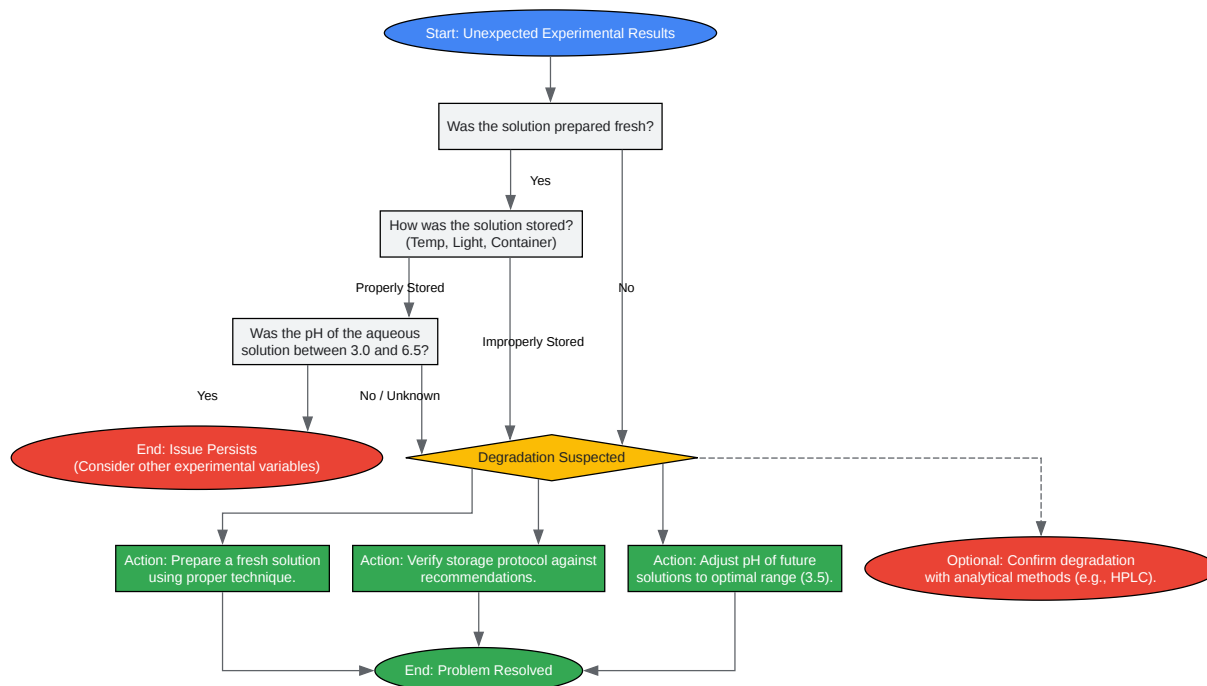 Start: Unexpected Experimental Results
Was the solution prepared fresh?
Yes
How was the solution stored?
(Temp, Light, Container)
Properly Stored
No
Was the pH of the aqueous
solution between 3.0 and 6.5?
Improperly Stored
Yes
No / Unknown
End: Issue Persists
(Consider other experimental variables)
Degradation Suspected
Action: Prepare a fresh solution
using proper technique.
Action: Verify storage protocol against
recommendations.
Action: Adjust pH of future
solutions to optimal range (3.5).
Optional: Confirm degradation
with analytical methods (e.g., HPLC).
End: Problem Resolved